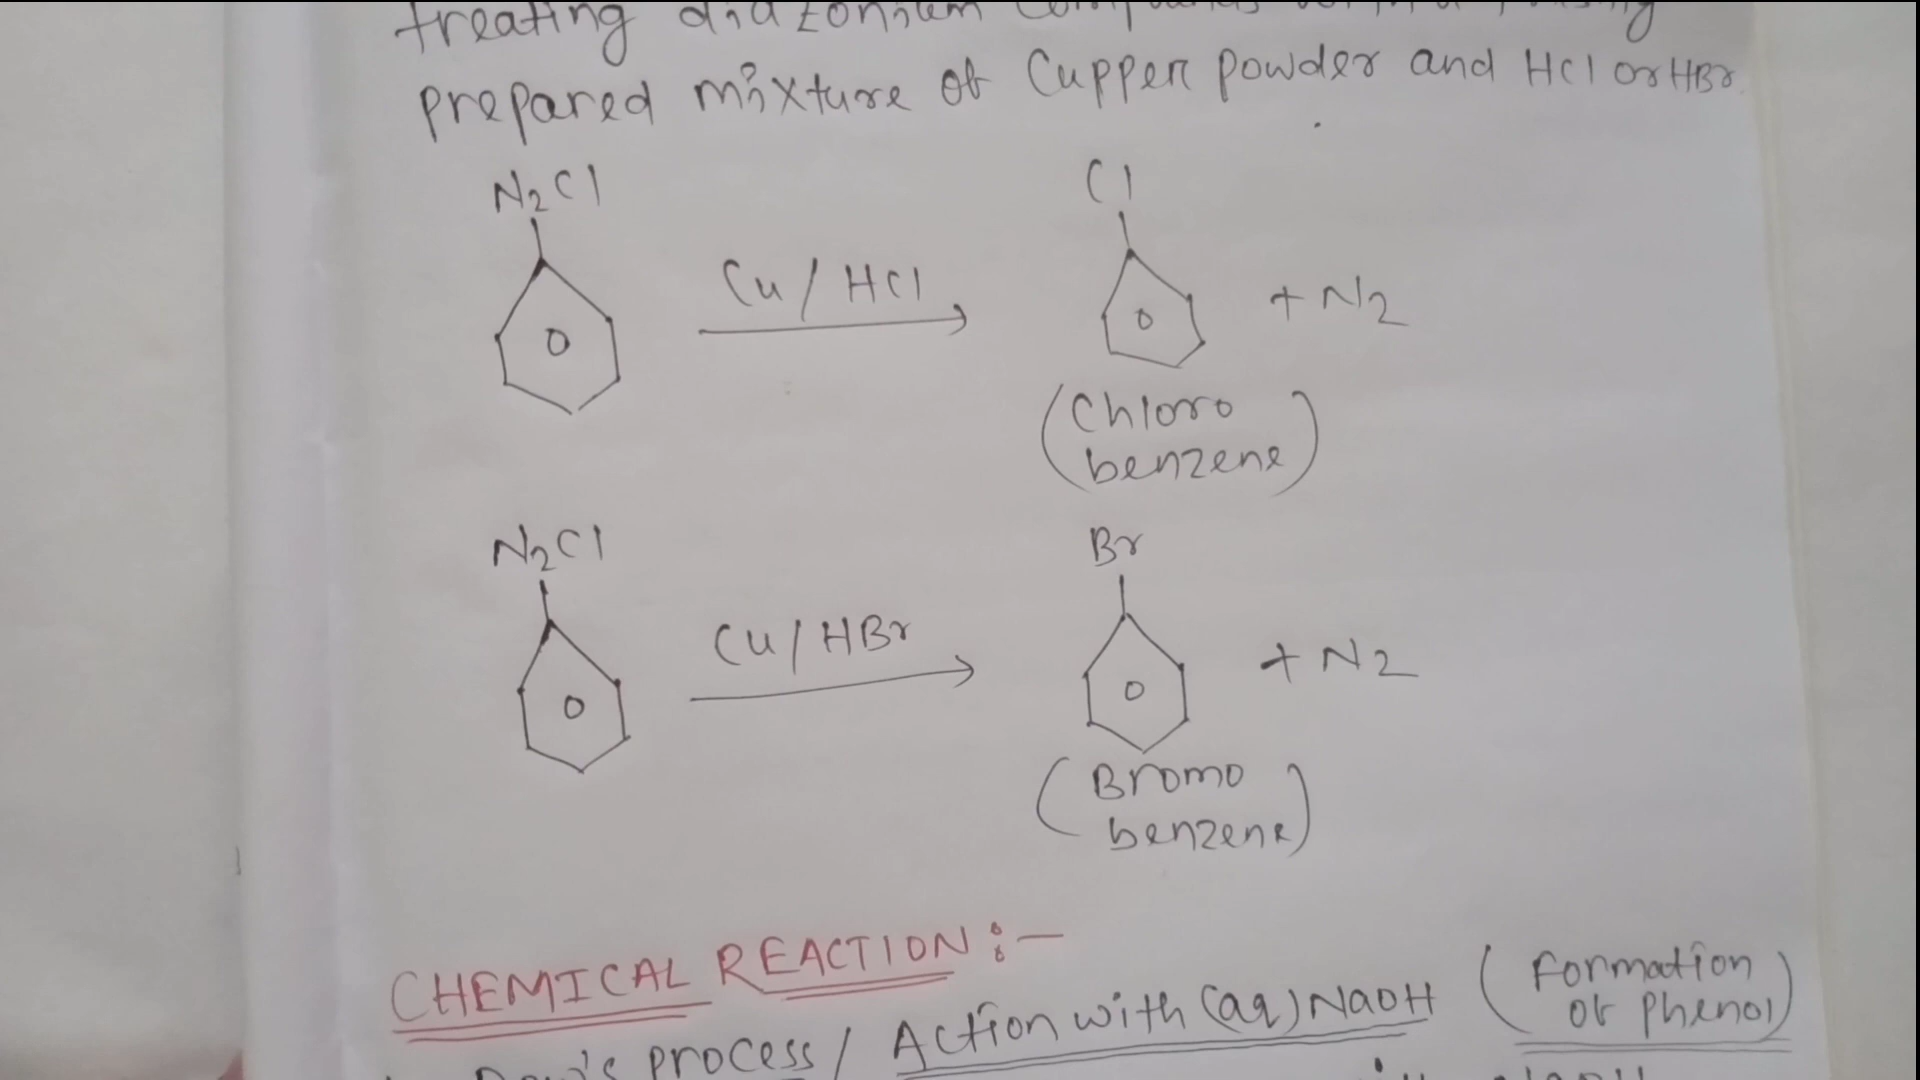 treating diazonium
prepared mixture of Cupper powder and HCl or HBr
N2Cl
Cl
Cu / HCl
+ N2
(Chloro
benzene)
N2Cl
Br
Cu / HBr
+ N2
(Bromo
benzene)
CHEMICAL REACTION :-
(Formation
of phenol)
process / Action with (aq) NaOH